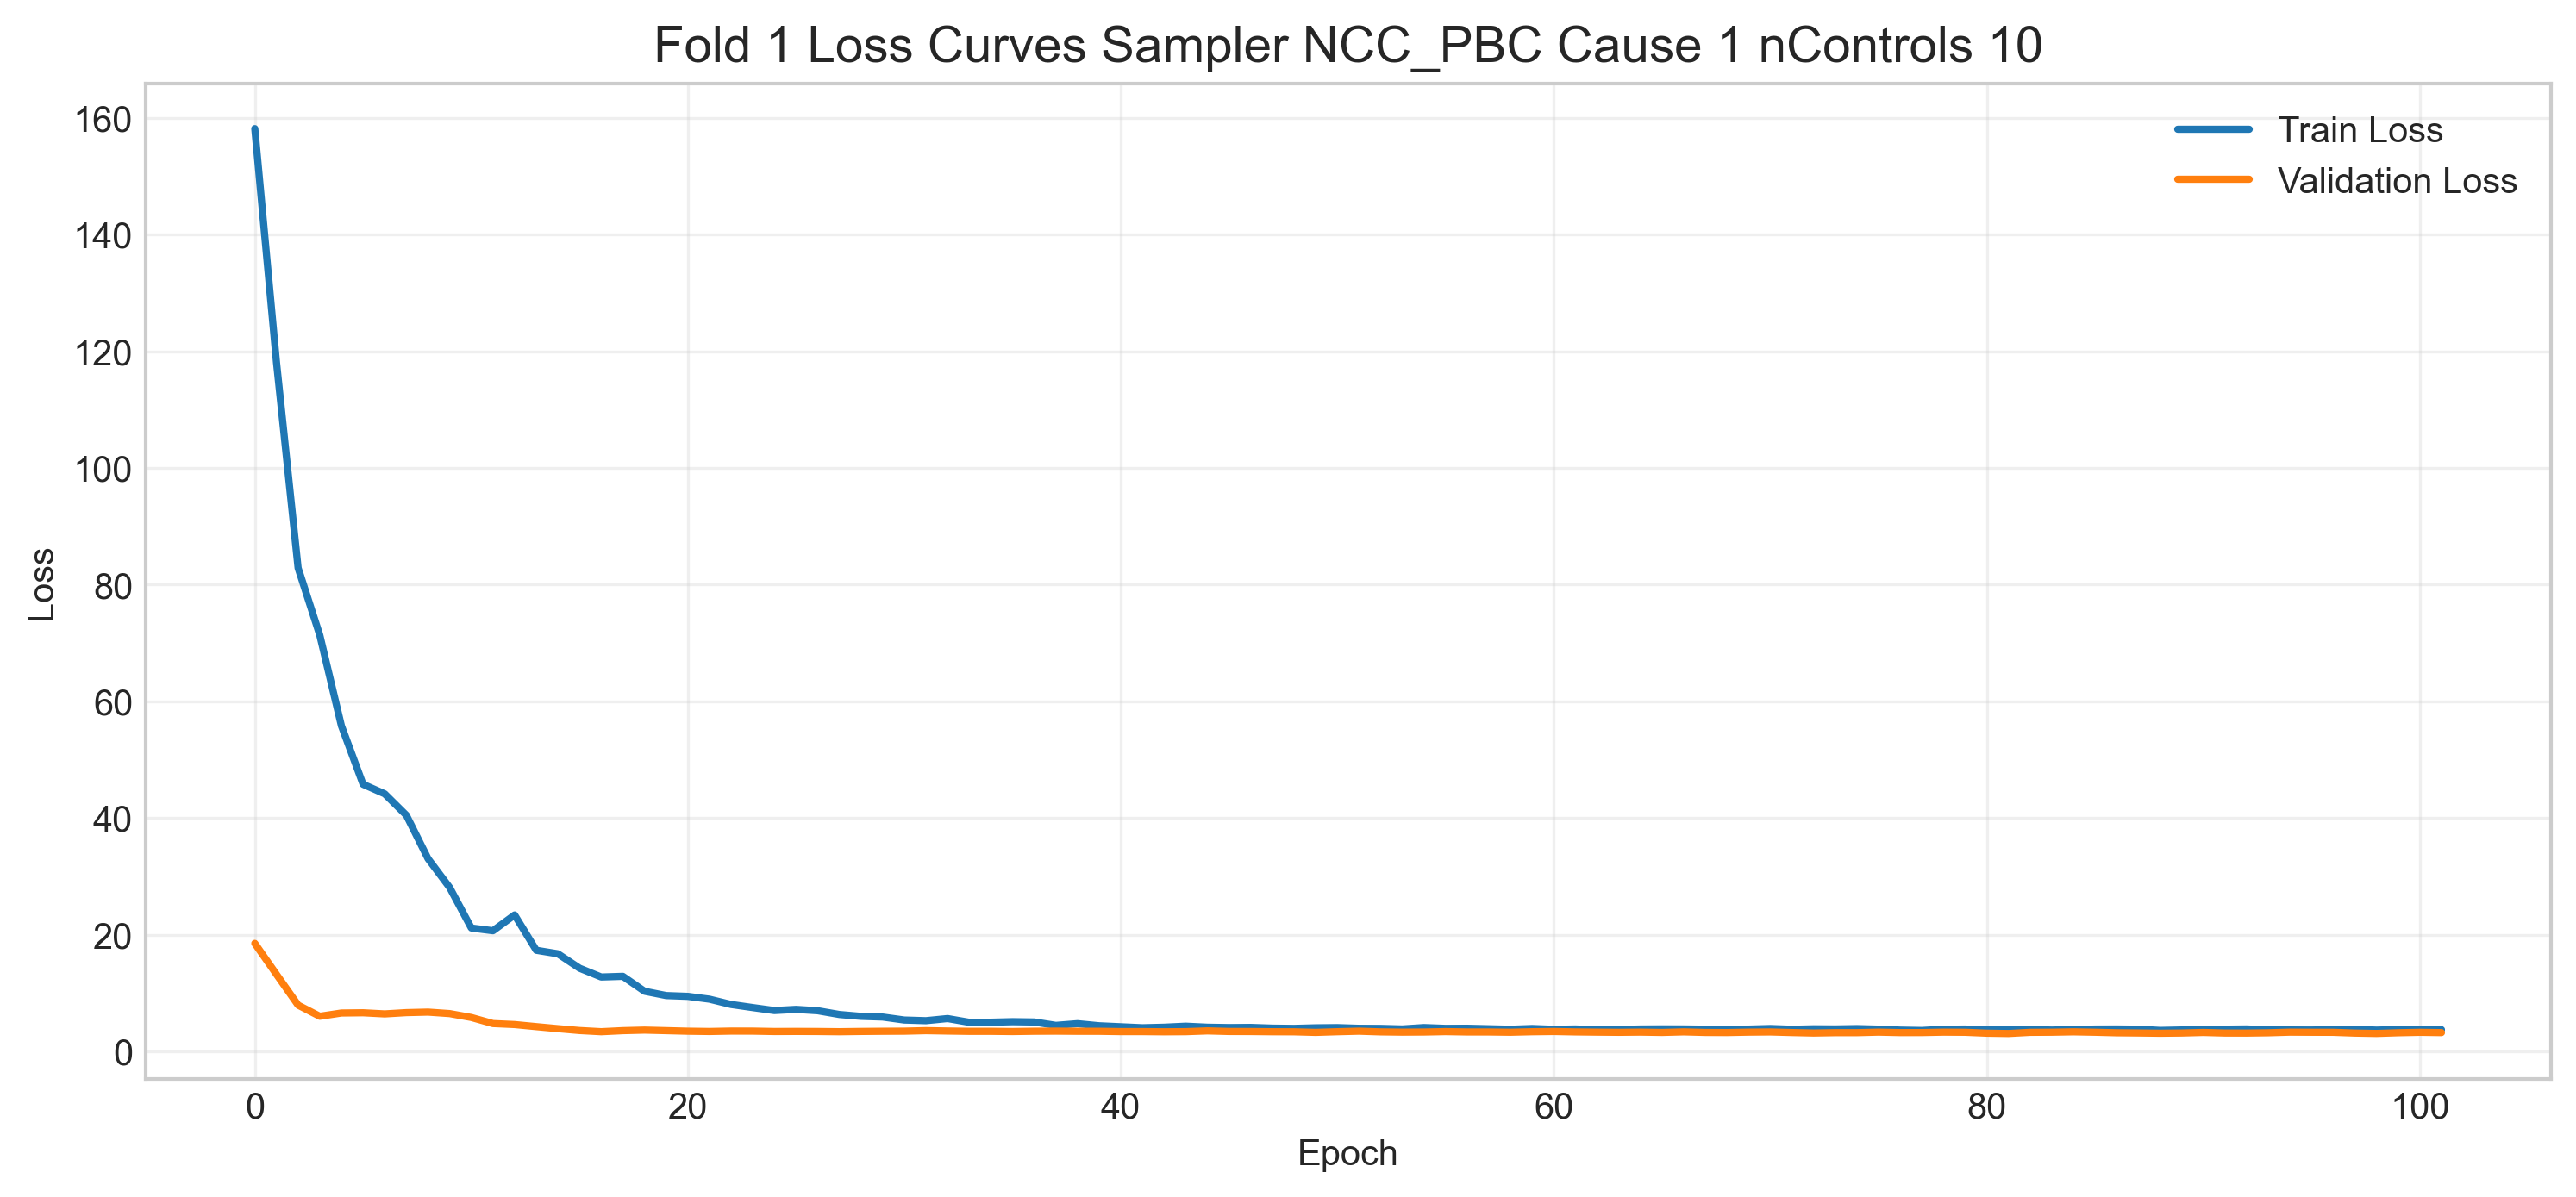 Fold 1 Loss Curves Sampler NCC_PBC Cause 1 nControls 10
Train Loss
Validation Loss
Loss
160
140
120
100
80
60
40
20
0
0 20 40 60 80 100
Epoch